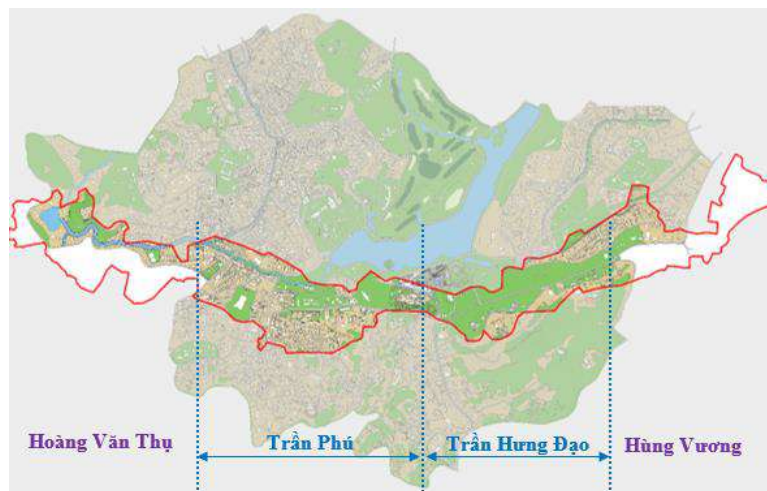 Hoàng Văn Thụ
Trần Phú
Trần Hưng Đạo
Hùng Vương